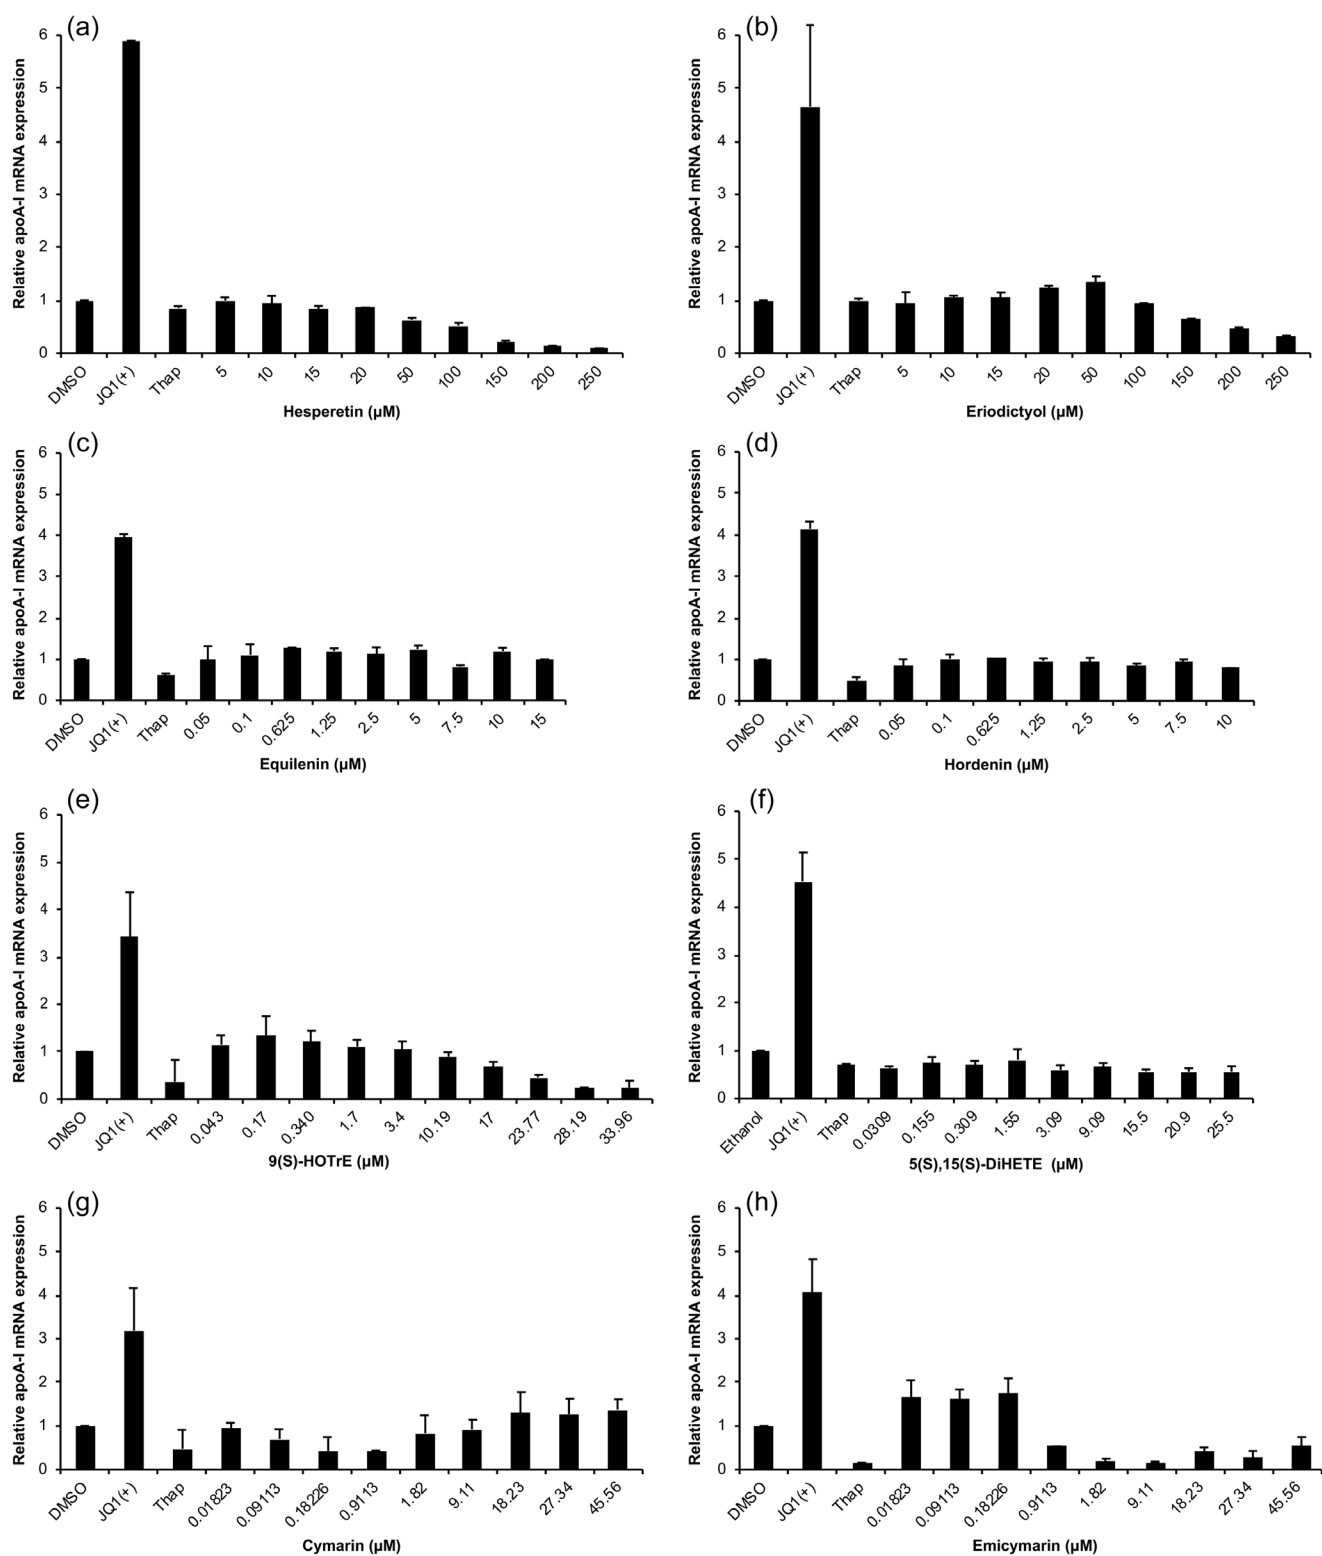 (a)
Relative apoA-I mRNA expression
6
5
4
3
2
1
0
DMSO JQ1(+) Thap 5 10 15 20 50 100 150 200 250
Hesperetin (µM)
(b)
Relative apoA-I mRNA expression
6
5
4
3
2
1
0
DMSO JQ1(+) Thap 5 10 15 20 50 100 150 200 250
Eriodictyol (µM)
(c)
Relative apoA-I mRNA expression
6
5
4
3
2
1
0
DMSO JQ1(+) Thap 0.05 0.1 0.625 1.25 2.5 5 7.5 10 15
Equilenin (µM)
(d)
Relative apoA-I mRNA expression
6
5
4
3
2
1
0
DMSO JQ1(+) Thap 0.05 0.1 0.625 1.25 2.5 5 7.5 10
Hordenin (µM)
(e)
Relative apoA-I mRNA expression
6
5
4
3
2
1
0
DMSO JQ1(+) Thap 0.043 0.17 0.340 1.7 3.4 10.19 17 23.77 28.19 33.96
9(S)-HOTrE (µM)
(f)
Relative apoA-I mRNA expression
6
5
4
3
2
1
0
Ethanol JQ1(+) Thap 0.0309 0.155 0.309 1.55 3.09 9.09 15.5 20.9 25.5
5(S),15(S)-DiHETE (µM)
(g)
Relative apoA-I mRNA expression
6
5
4
3
2
1
0
DMSO JQ1(+) Thap 0.01823 0.09113 0.18226 0.9113 1.82 9.11 18.23 27.34 45.56
Cymarin (µM)
(h)
Relative apoA-I mRNA expression
6
5
4
3
2
1
0
DMSO JQ1(+) Thap 0.01823 0.09113 0.18226 0.9113 1.82 9.11 18.23 27.34 45.56
Emicymarin (µM)